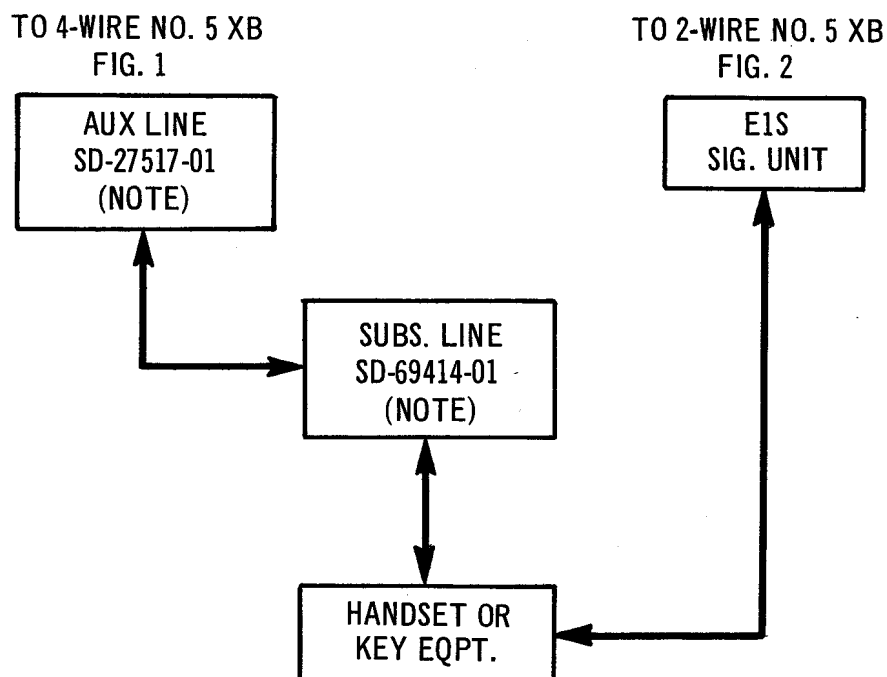 TO 4-WIRE NO. 5 XB
FIG. 1
AUX LINE
SD-27517-01
(NOTE)
TO 2-WIRE NO. 5 XB
FIG. 2
E1S
SIG. UNIT
SUBS. LINE
SD-69414-01
(NOTE)
HANDSET OR
KEY EQPT.